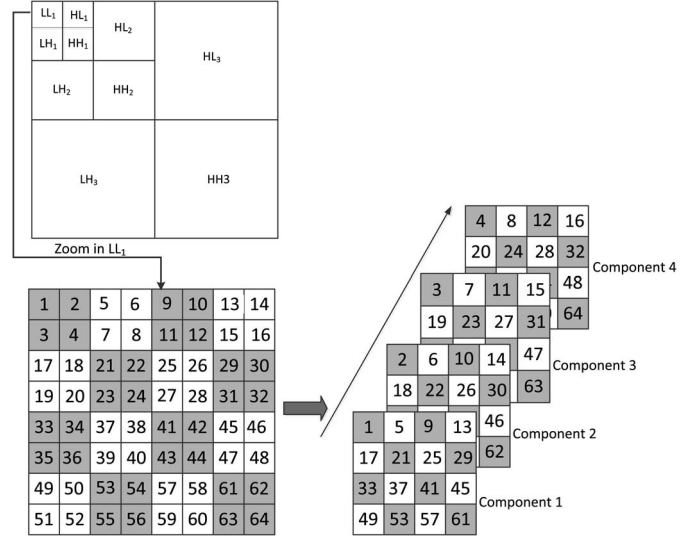 LL1 HL1
HL2
HL3
LH1 HH1
LH2 HH2
LH3 HH3
Zoom in LL1
1 2 5 6 9 10 13 14
3 4 7 8 11 12 15 16
17 18 21 22 25 26 29 30
19 20 23 24 27 28 31 32
33 34 37 38 41 42 45 46
35 36 39 40 43 44 47 48
49 50 53 54 57 58 61 62
51 52 55 56 59 60 63 64
4 8 12 16
20 24 28 32
48
64
Component 4
3 7 11 15
19 23 27 31
47
63
Component 3
2 6 10 14
18 22 26 30
46
62
Component 2
1 5 9 13
17 21 25 29
33 37 41 45
49 53 57 61
Component 1